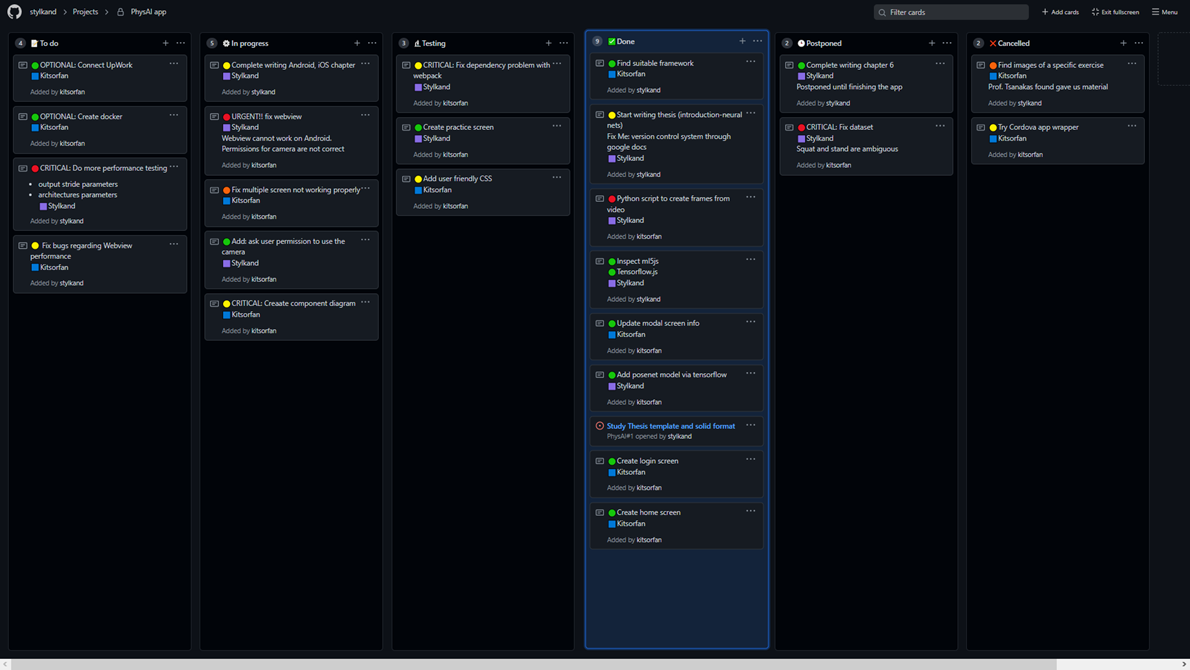 stylkand > Projects > PhysAI app
Filter cards
+ Add cards
Exit fullscreen
Menu
4 To do
OPTIONAL: Connect UpWork
Kitsorfan
Added by kitsorfan
OPTIONAL: Create docker
Kitsorfan
Added by kitsorfan
CRITICAL: Do more performance testing
• output stride parameters
• architectures parameters
Stylkand
Added by stylkand
Fix bugs regarding Webview
performance
Kitsorfan
Added by stylkand
5 In progress
Complete writing Android, iOS chapter
Stylkand
Added by stylkand
URGENT!! fix webview
Stylkand
Webview cannot work on Android.
Permissions for camera are not correct
Added by kitsorfan
Fix multiple screen not working properly
Kitsorfan
Added by kitsorfan
Add: ask user permission to use the
camera
Stylkand
Added by kitsorfan
CRITICAL: Creaate component diagram
Kitsorfan
Added by kitsorfan
3 Testing
CRITICAL: Fix dependency problem with
webpack
Stylkand
Added by kitsorfan
Create practice screen
Stylkand
Added by kitsorfan
Add user friendly CSS
Kitsorfan
Added by kitsorfan
9 Done
Find suitable framework
Kitsorfan
Added by stylkand
Start writing thesis (introduction-neural
nets)
Fix Me: version control system through
google docs
Stylkand
Added by stylkand
Python script to create frames from
video
Stylkand
Added by kitsorfan
Inspect ml5js
Tensorflow.js
Stylkand
Added by stylkand
Update modal screen info
Kitsorfan
Added by kitsorfan
Add posenet model via tensorflow
Stylkand
Added by kitsorfan
Study Thesis template and solid format
PhysAI#1 opened by stylkand
Create login screen
Kitsorfan
Added by kitsorfan
Create home screen
Kitsorfan
Added by kitsorfan
2 Postponed
Complete writing chapter 6
Stylkand
Postponed until finishing the app
Added by stylkand
CRITICAL: Fix dataset
Stylkand
Squat and stand are ambiguous
Added by kitsorfan
2 Cancelled
Find images of a specific exercise
Kitsorfan
Prof. Tsanakas found gave us material
Added by stylkand
Try Cordova app wrapper
Kitsorfan
Added by kitsorfan